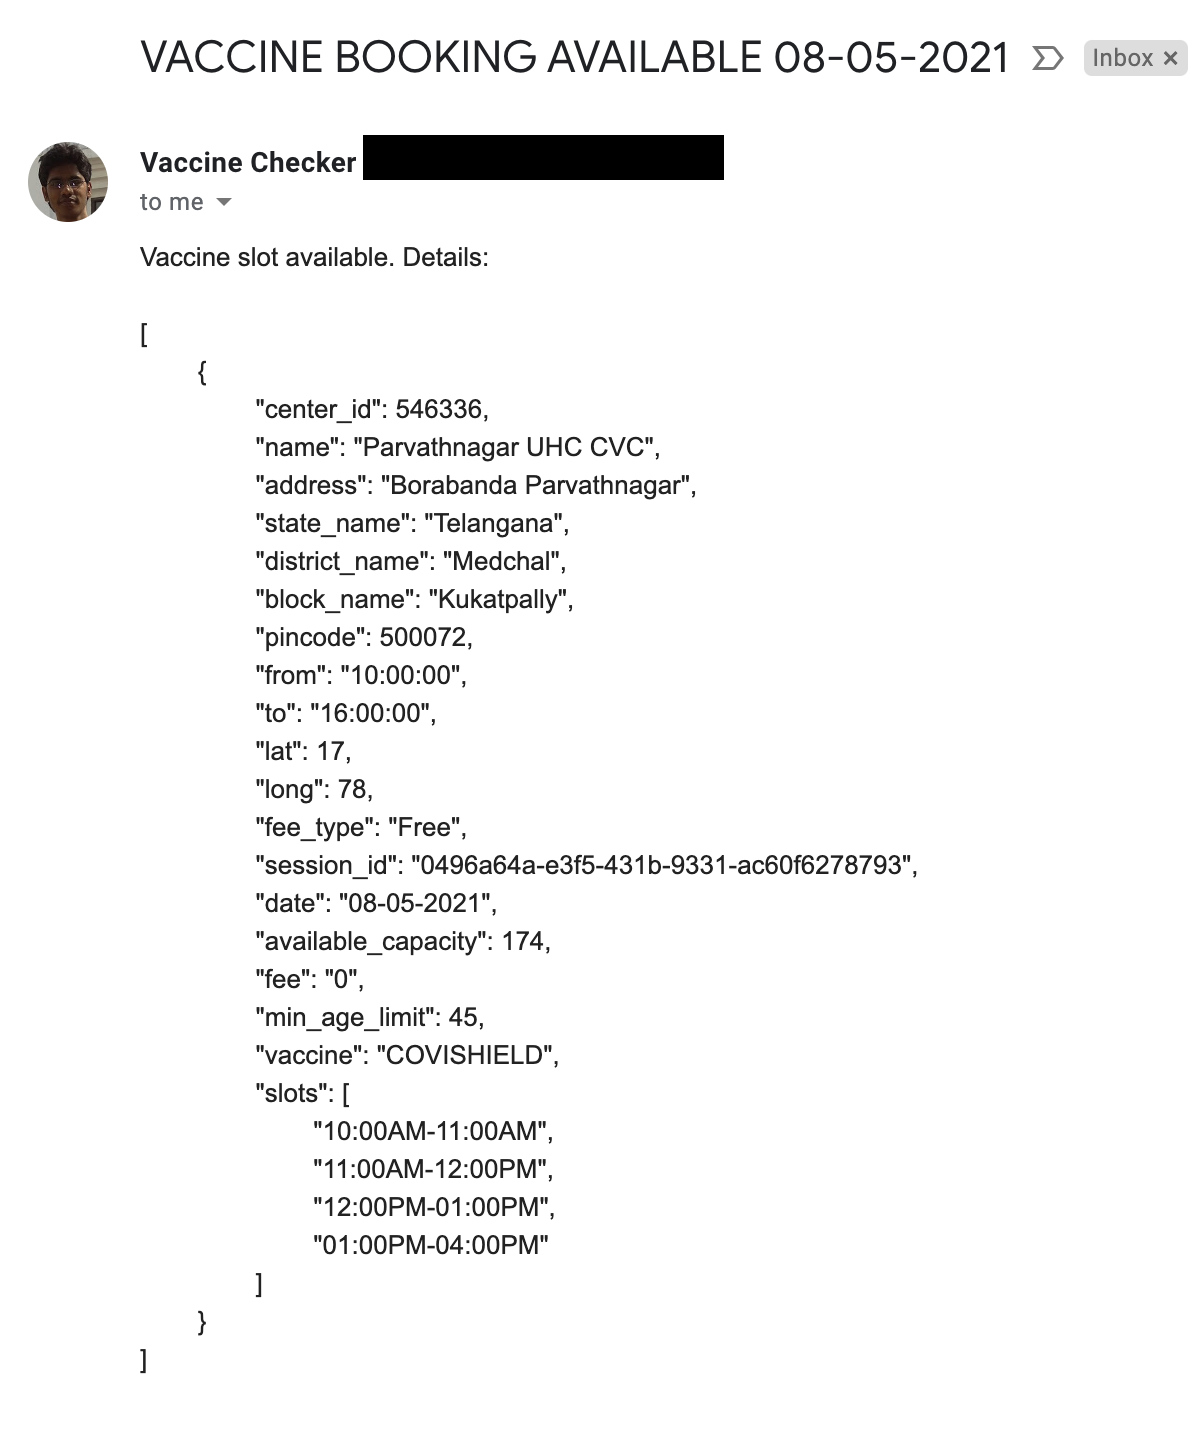 VACCINE BOOKING AVAILABLE 08-05-2021 Inbox ×
Vaccine Checker
to me
Vaccine slot available. Details:
[
{
"center_id": 546336,
"name": "Parvathnagar UHC CVC",
"address": "Borabanda Parvathnagar",
"state_name": "Telangana",
"district_name": "Medchal",
"block_name": "Kukatpally",
"pincode": 500072,
"from": "10:00:00",
"to": "16:00:00",
"lat": 17,
"long": 78,
"fee_type": "Free",
"session_id": "0496a64a-e3f5-431b-9331-ac60f6278793",
"date": "08-05-2021",
"available_capacity": 174,
"fee": "0",
"min_age_limit": 45,
"vaccine": "COVISHIELD",
"slots": [
"10:00AM-11:00AM",
"11:00AM-12:00PM",
"12:00PM-01:00PM",
"01:00PM-04:00PM"
]
}
]